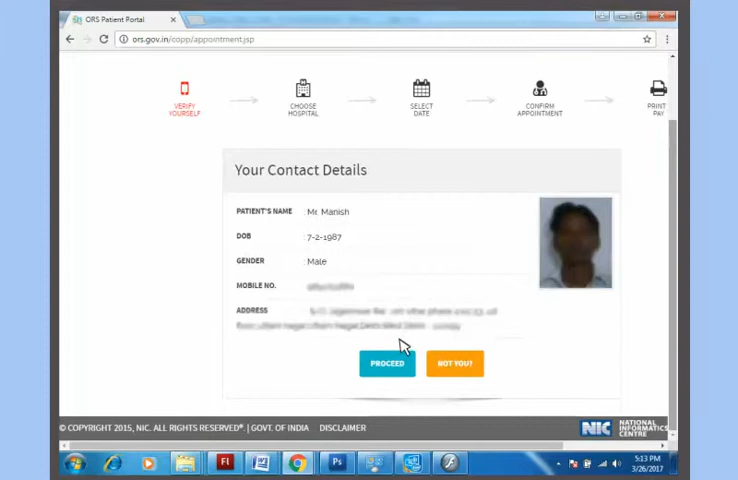 ORS Patient Portal
ors.gov.in/copp/appointment.jsp
VERIFY YOURSELF
CHOOSE HOSPITAL
SELECT DATE
CONFIRM APPOINTMENT
PRINT PAY
Your Contact Details
PATIENT'S NAME : Mr. Manish
DOB : 7-2-1987
GENDER : Male
MOBILE NO. :
ADDRESS :
PROCEED NOT YOU?
© COPYRIGHT 2015, NIC. ALL RIGHTS RESERVED®. | GOVT. OF INDIA DISCLAIMER
NIC NATIONAL INFORMATICS CENTRE
Fl W Ps
5:13 PM
3/26/2017